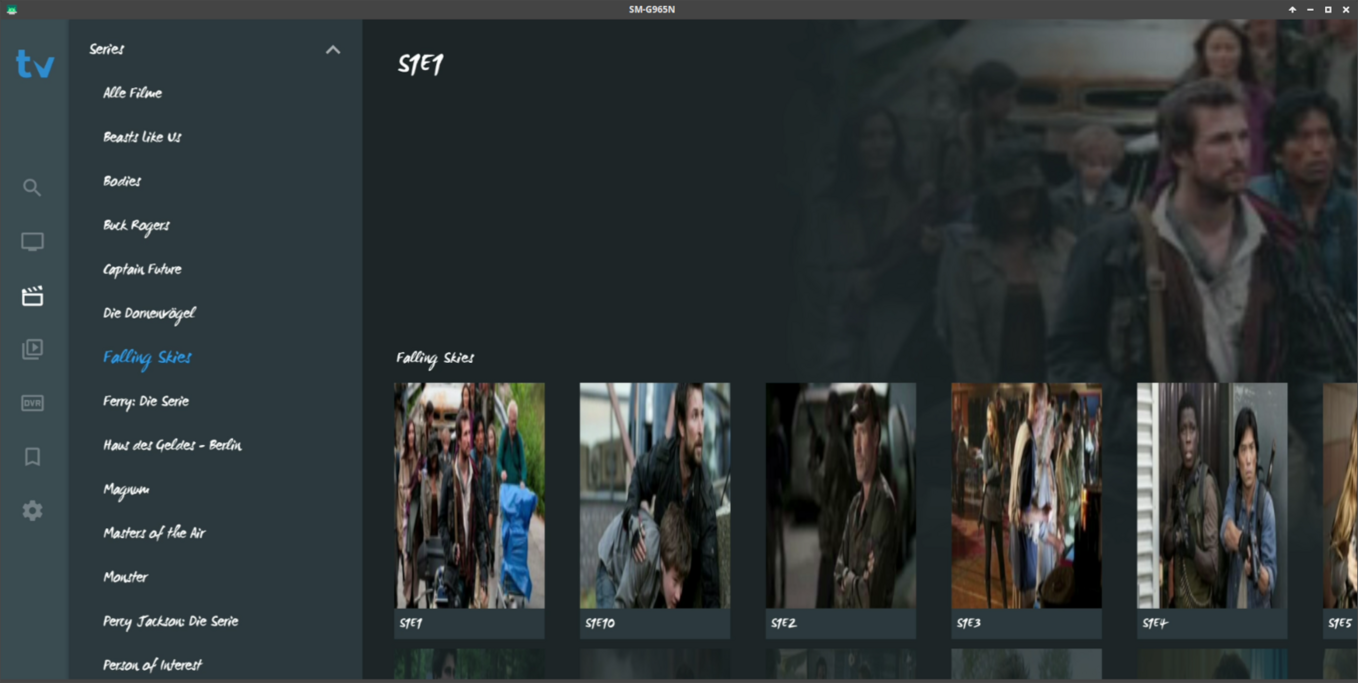 SM-G965N
tv
Series
Alle Filme
Beasts like Us
Bodies
Buck Rogers
Captain Future
Die Dornenvögel
Falling Skies
Ferry: Die Serie
Haus des Geldes - Berlin
Magnum
Masters of the Air
Monster
Percy Jackson: Die Serie
Person of Interest
DVR
S1E1
Falling Skies
S1E1
S1E10
S1E2
S1E3
S1E4
S1E5